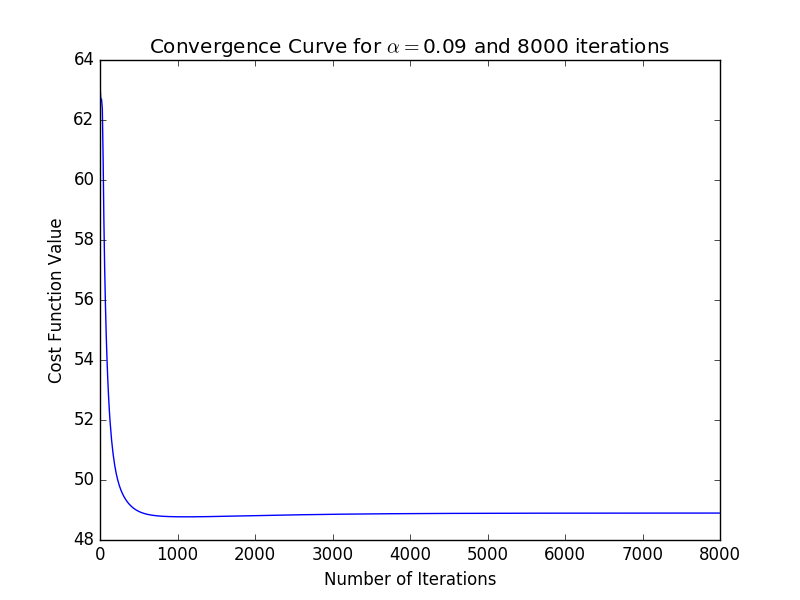 Convergence Curve for α = 0.09 and 8000 iterations
64
62
60
58
56
54
52
50
48
Cost Function Value
0 1000 2000 3000 4000 5000 6000 7000 8000
Number of Iterations